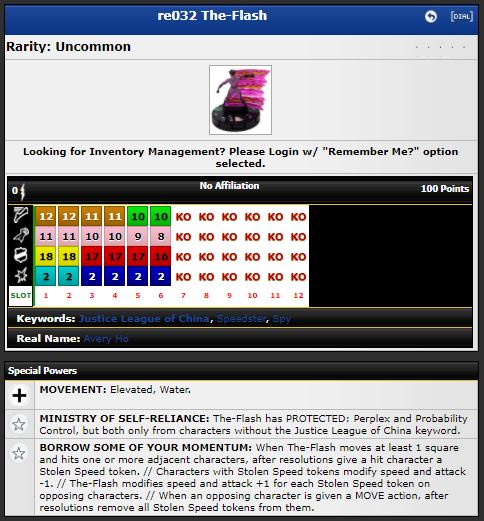 re032 The-Flash
[DIAL]
Rarity: Uncommon
Looking for Inventory Management? Please Login w/ "Remember Me?" option
selected.
0 No Affiliation 100 Points
12 12 11 11 10 10 KO KO KO KO KO KO
11 11 10 10 9 8 KO KO KO KO KO KO
18 18 17 17 17 16 KO KO KO KO KO KO
2 2 2 2 2 2 KO KO KO KO KO KO
SLOT 1 2 3 4 5 6 7 8 9 10 11 12
Keywords: Justice League of China, Speedster, Spy
Real Name: Avery Ho
Special Powers
MOVEMENT: Elevated, Water.
MINISTRY OF SELF-RELIANCE: The-Flash has PROTECTED: Perplex and Probability
Control, but both only from characters without the Justice League of China keyword.
BORROW SOME OF YOUR MOMENTUM: When The-Flash moves at least 1 square
and hits one or more adjacent characters, after resolutions give a hit character a
Stolen Speed token. // Characters with Stolen Speed tokens modify speed and attack
-1. // The-Flash modifies speed and attack +1 for each Stolen Speed token on
opposing characters. // When an opposing character is given a MOVE action, after
resolutions remove all Stolen Speed tokens from them.